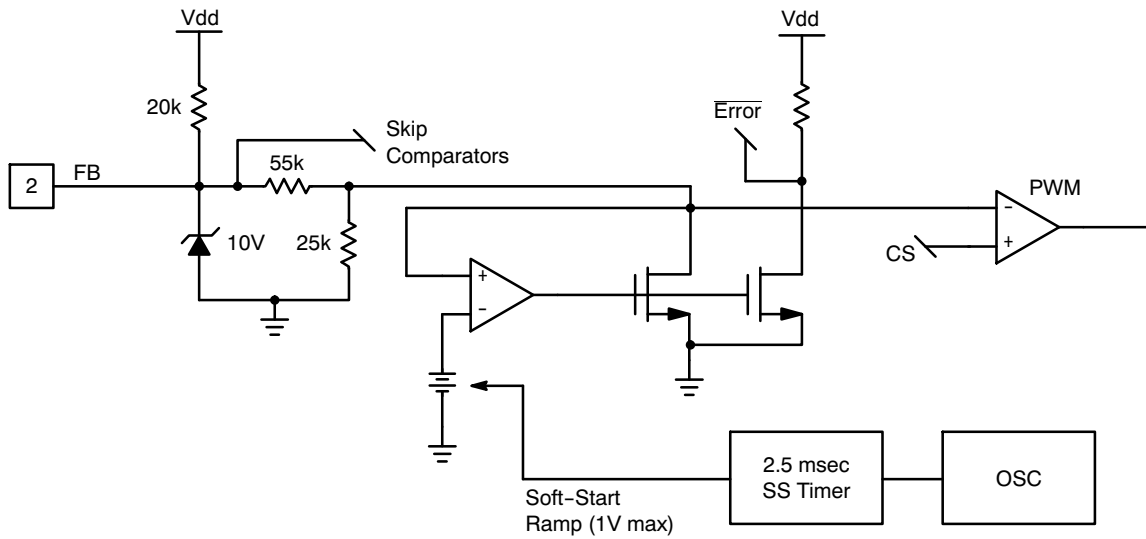 Vdd
Vdd
20k
Error
Skip
Comparators
55k
2
FB
PWM
10V
25k
-
+
CS
+
-
2.5 msec
SS Timer
OSC
Soft-Start
Ramp (1V max)